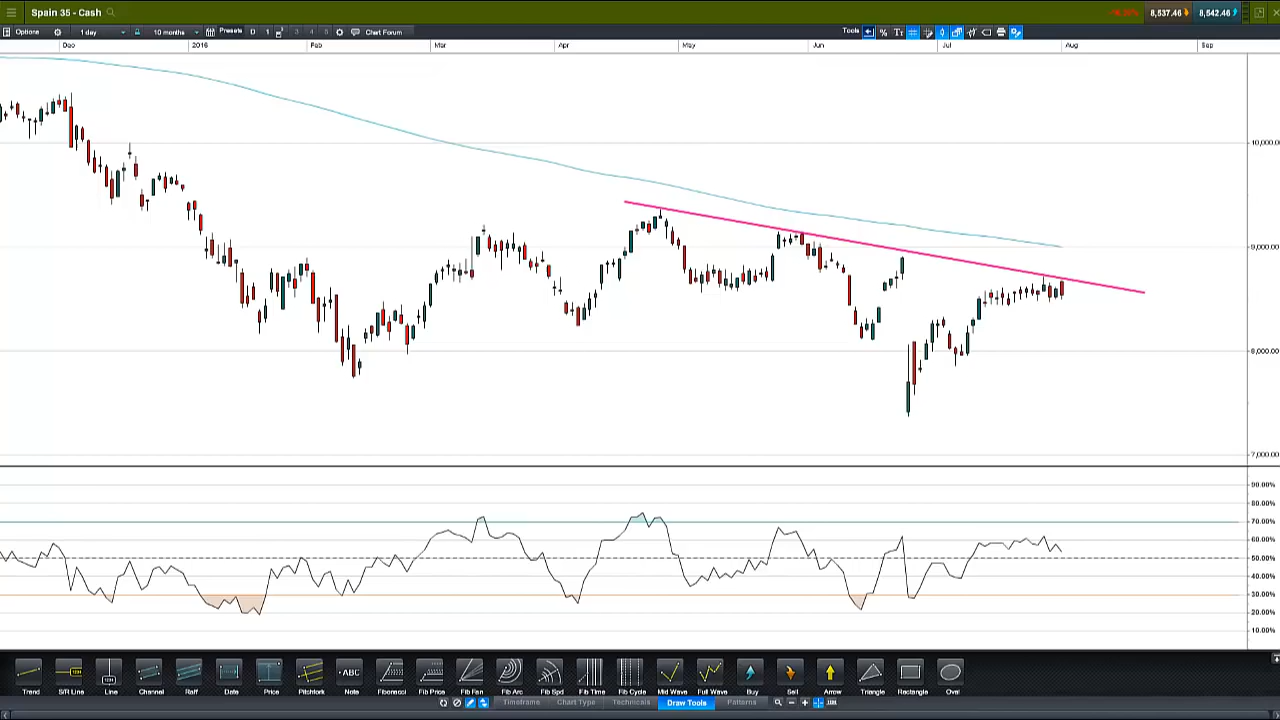 Spain 35 - Cash
8,537.46 8,542.46
Options 1 day 10 months Presets D 1 3 4 5 Chart Forum Tools
Dec 2016 Feb Mar Apr May Jun Jul Aug Sep
10,000.00
9,000.00
8,000.00
7,000.00
90.00%
80.00%
70.00%
60.00%
50.00%
40.00%
30.00%
20.00%
10.00%
ABC
Trend S/R Line Line Channel Raff Date Price Pitchfork Note Fibonacci Fib Price Fib Fan Fib Arc Fib Spd Fib Time Fib Cycle Mid Wave Full Wave Buy Sell Arrow Triangle Rectangle Oval
Timeframe Chart Type Technicals Draw Tools Patterns